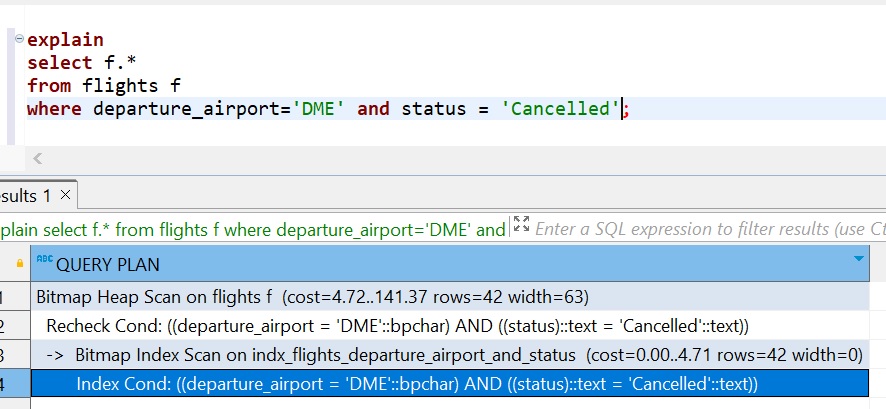 explain
select f.*
from flights f
where departure_airport='DME' and status = 'Cancelled';
sults 1 ×
plain select f.* from flights f where departure_airport='DME' and Enter a SQL expression to filter results (use Ct
ABC QUERY PLAN
1 Bitmap Heap Scan on flights f (cost=4.72..141.37 rows=42 width=63)
2 Recheck Cond: ((departure_airport = 'DME'::bpchar) AND ((status)::text = 'Cancelled'::text))
3 -> Bitmap Index Scan on indx_flights_departure_airport_and_status (cost=0.00..4.71 rows=42 width=0)
4 Index Cond: ((departure_airport = 'DME'::bpchar) AND ((status)::text = 'Cancelled'::text))